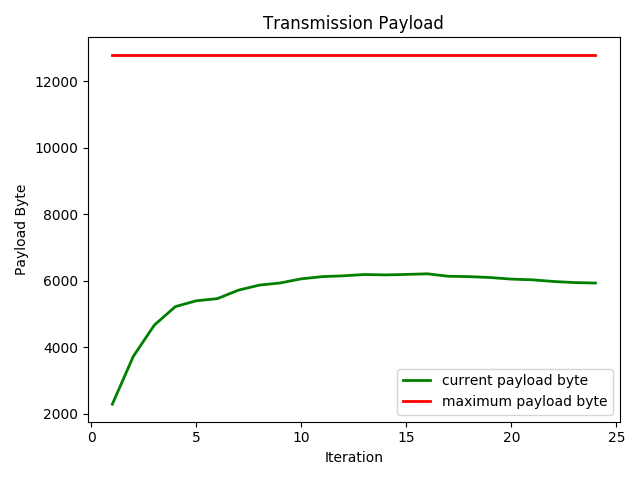 Transmission Payload
Payload Byte
12000
10000
8000
6000
4000
2000
current payload byte
maximum payload byte
0
5
10
15
20
25
Iteration